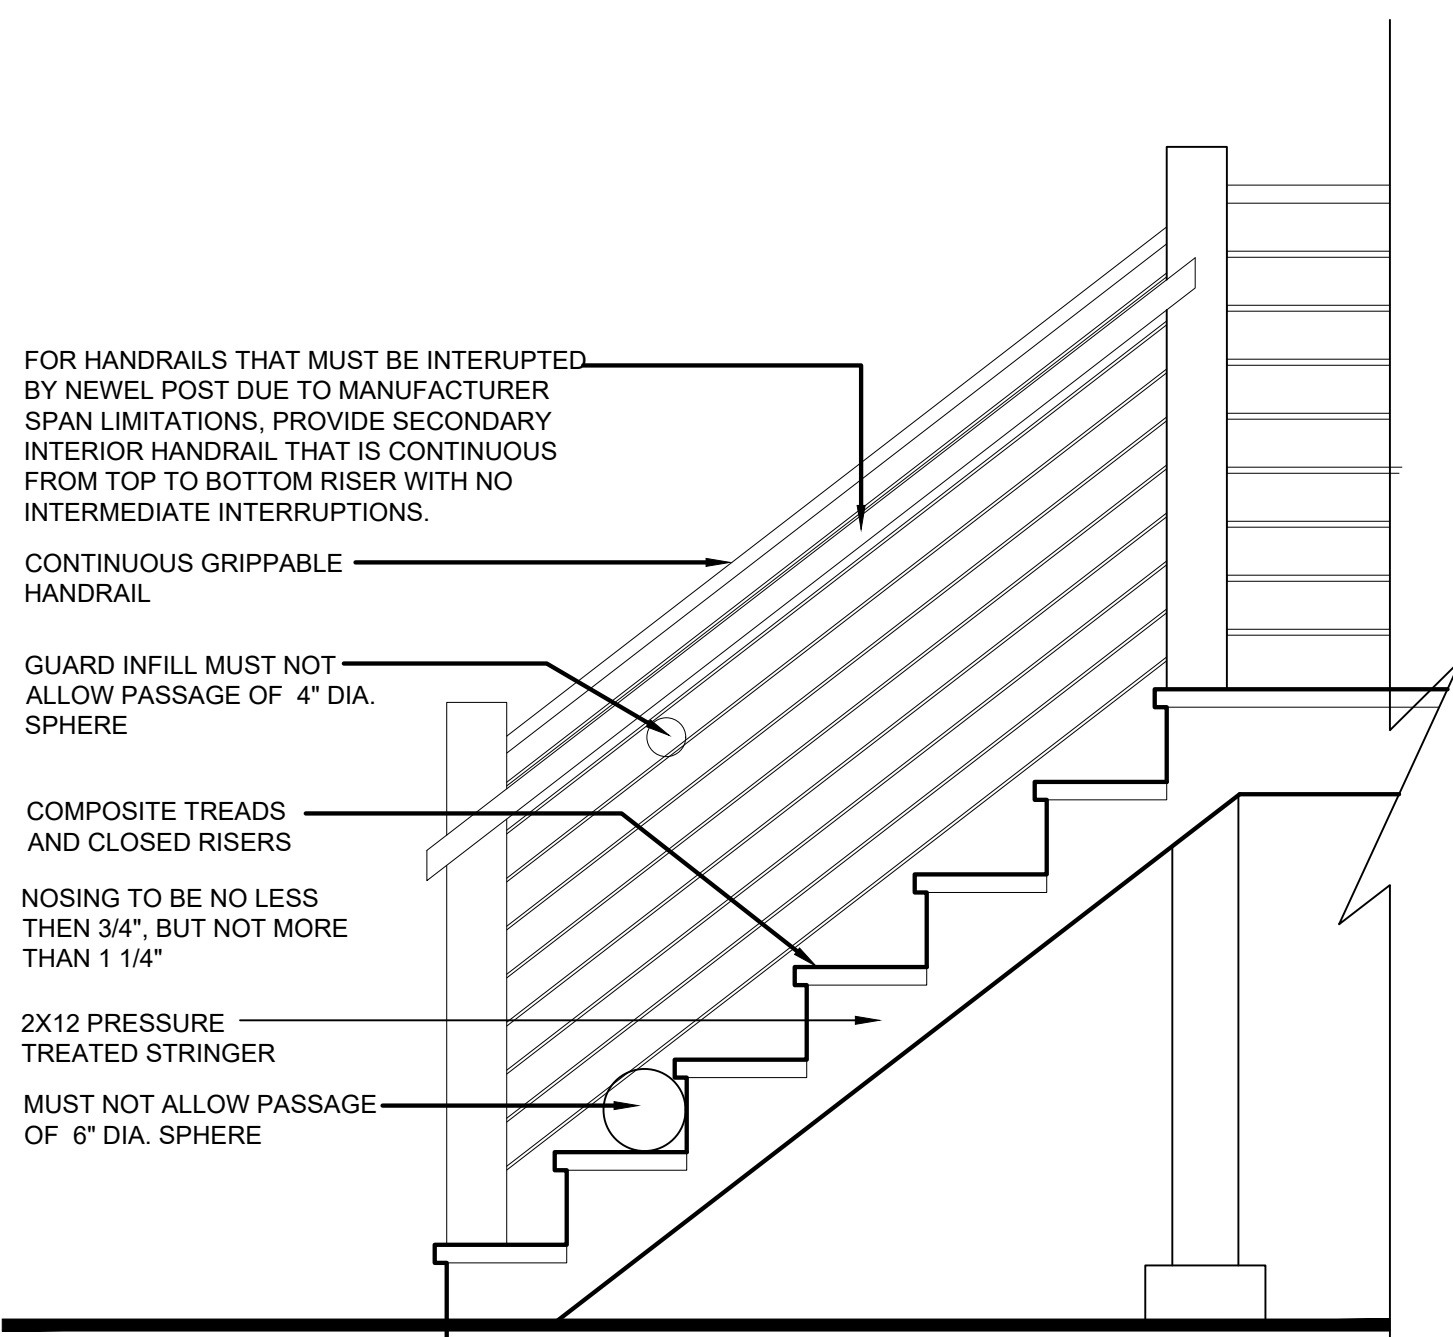 FOR HANDRAILS THAT MUST BE INTERUPTED
BY NEWEL POST DUE TO MANUFACTURER
SPAN LIMITATIONS, PROVIDE SECONDARY
INTERIOR HANDRAIL THAT IS CONTINUOUS
FROM TOP TO BOTTOM RISER WITH NO
INTERMEDIATE INTERRUPTIONS.
CONTINUOUS GRIPPABLE
HANDRAIL
GUARD INFILL MUST NOT
ALLOW PASSAGE OF 4" DIA.
SPHERE
COMPOSITE TREADS
AND CLOSED RISERS
NOSING TO BE NO LESS
THEN 3/4", BUT NOT MORE
THAN 1 1/4"
2X12 PRESSURE
TREATED STRINGER
MUST NOT ALLOW PASSAGE
OF 6" DIA. SPHERE